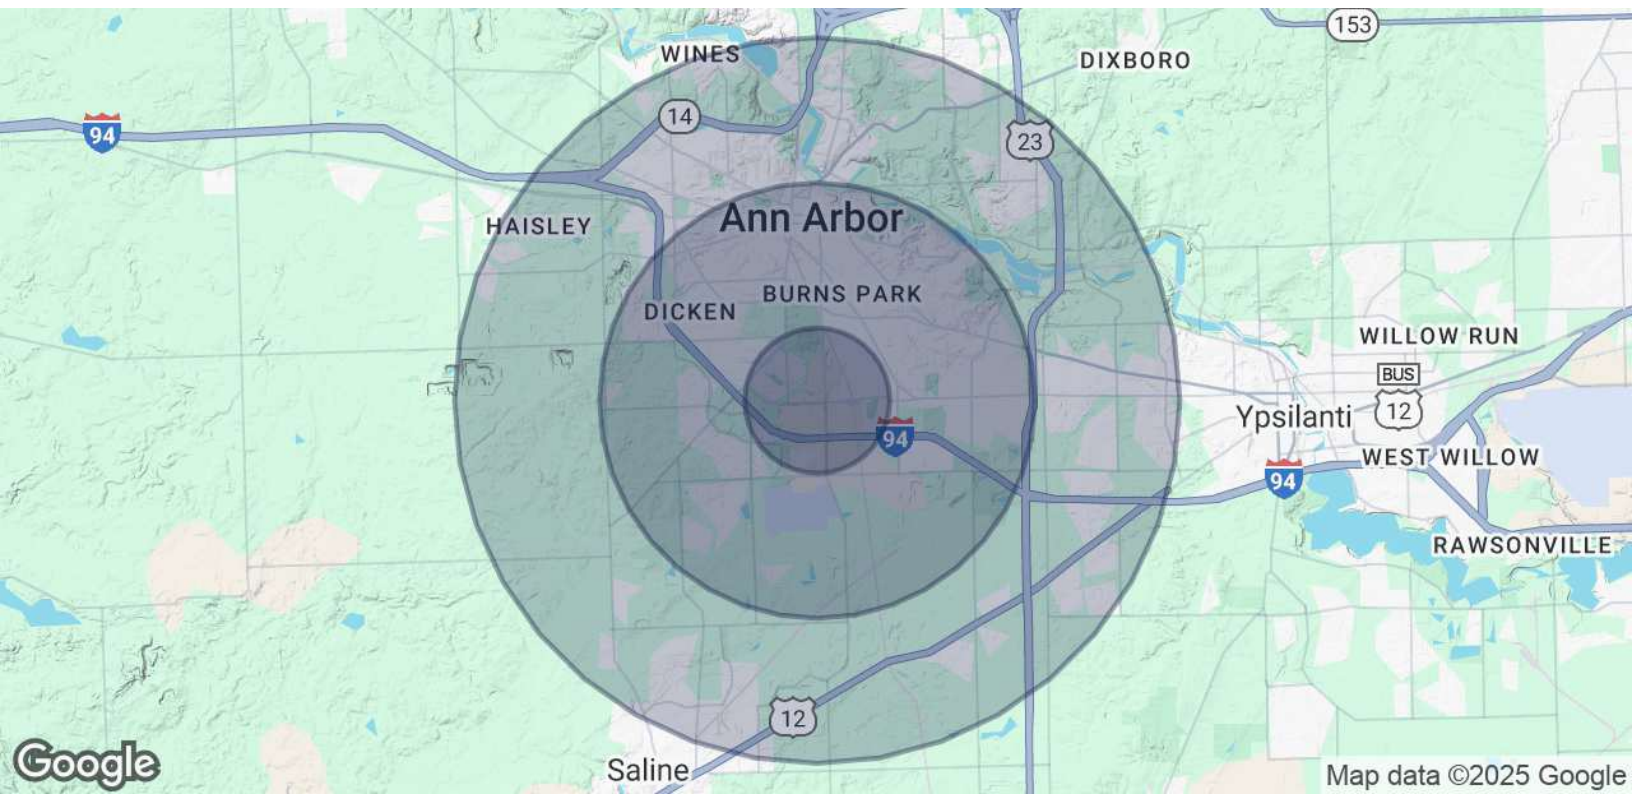 153
WINES
DIXBORO
14
94
23
Ann Arbor
HAISLEY
BURNS PARK
DICKEN
WILLOW RUN
BUS
12
Ypsilanti
94
WEST WILLOW
94
RAWSONVILLE
12
Saline
Google
Map data ©2025 Google